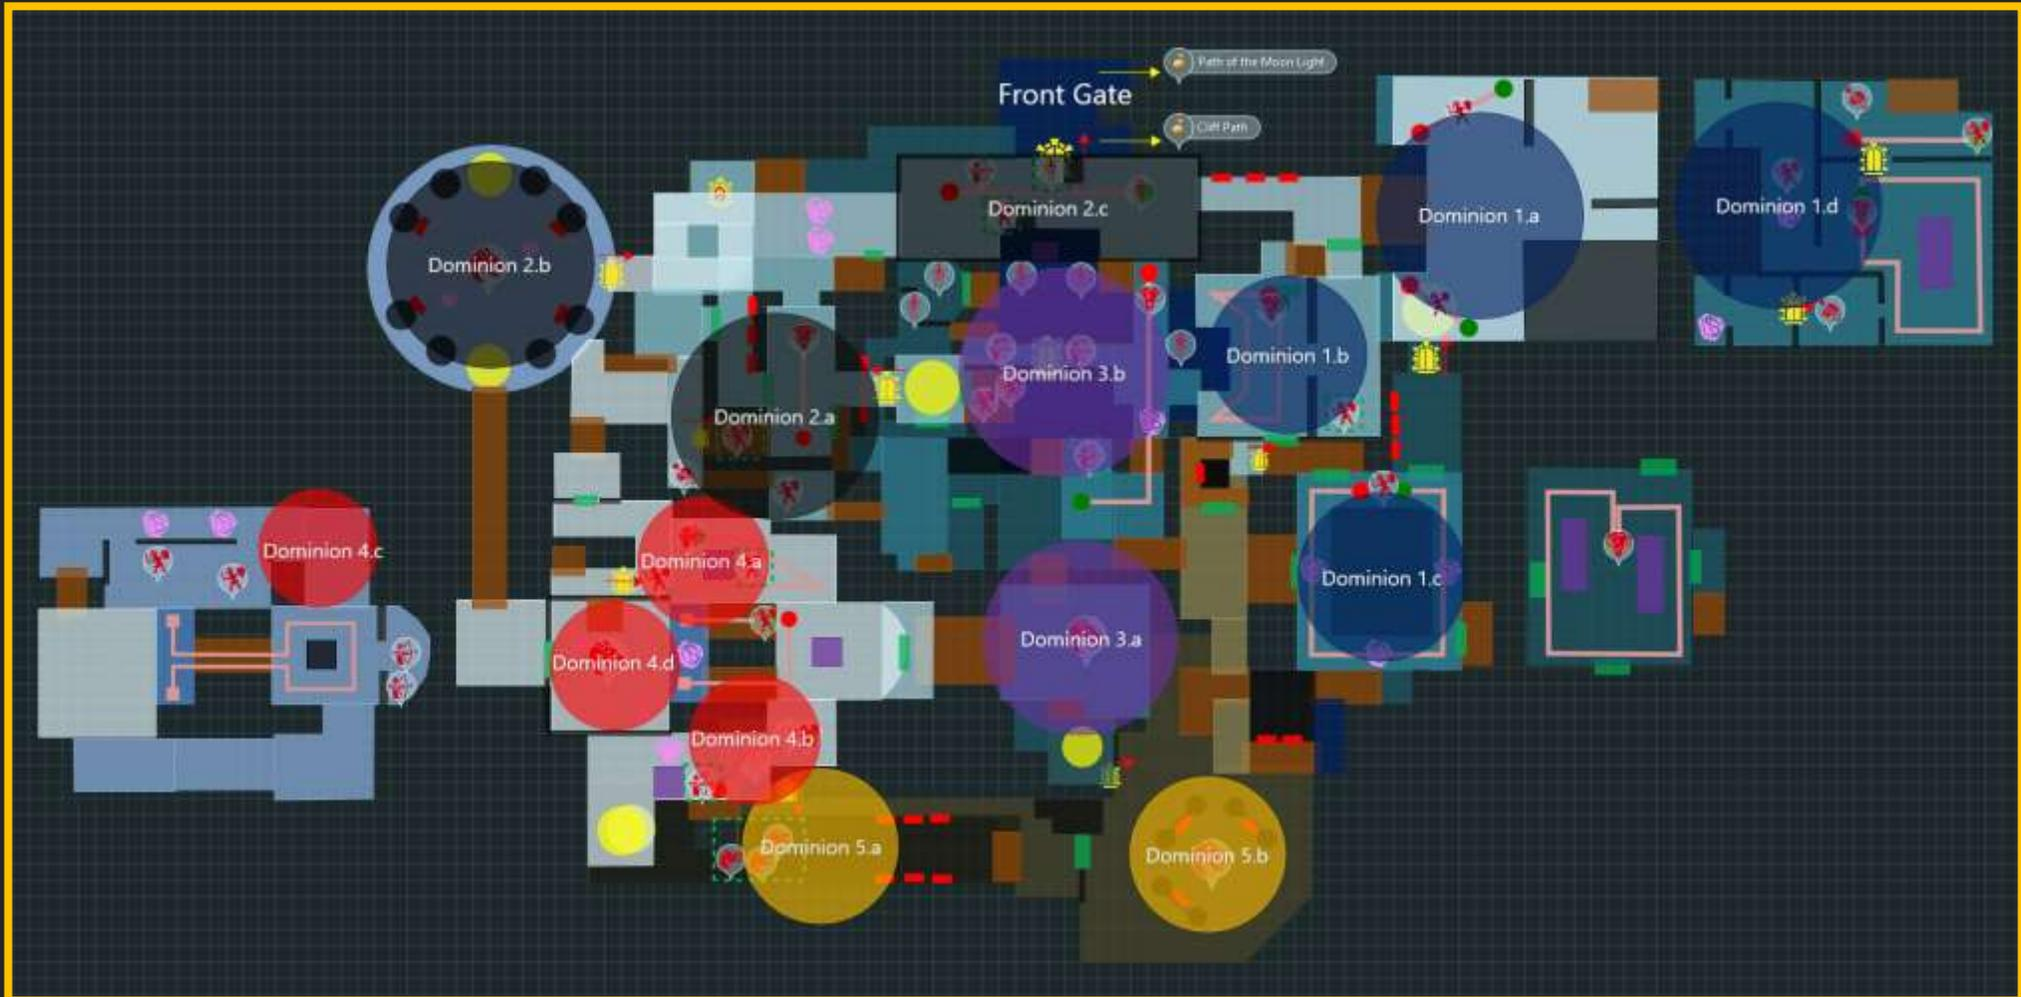 Path of the Moon Light
Front Gate
Cliff Path
Dominion 2.c
Dominion 1.a
Dominion 1.d
Dominion 2.b
Dominion 1.b
Dominion 3.b
Dominion 2.a
Dominion 4.c
Dominion 4.a
Dominion 1.c
Dominion 3.a
Dominion 4.d
Dominion 4.b
Dominion 5.a
Dominion 5.b